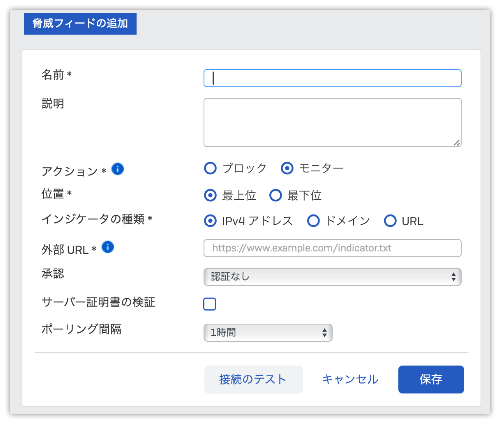 脅威フィードの追加
名前 *
説明
アクション * i ブロック モニター
位置 * 最上位 最下位
インジケータの種類 * IPv4 アドレス ドメイン URL
外部 URL * i https://www.example.com/indicator.txt
承認 認証なし
サーバー証明書の検証
ポーリング間隔 1時間
接続のテスト キャンセル 保存